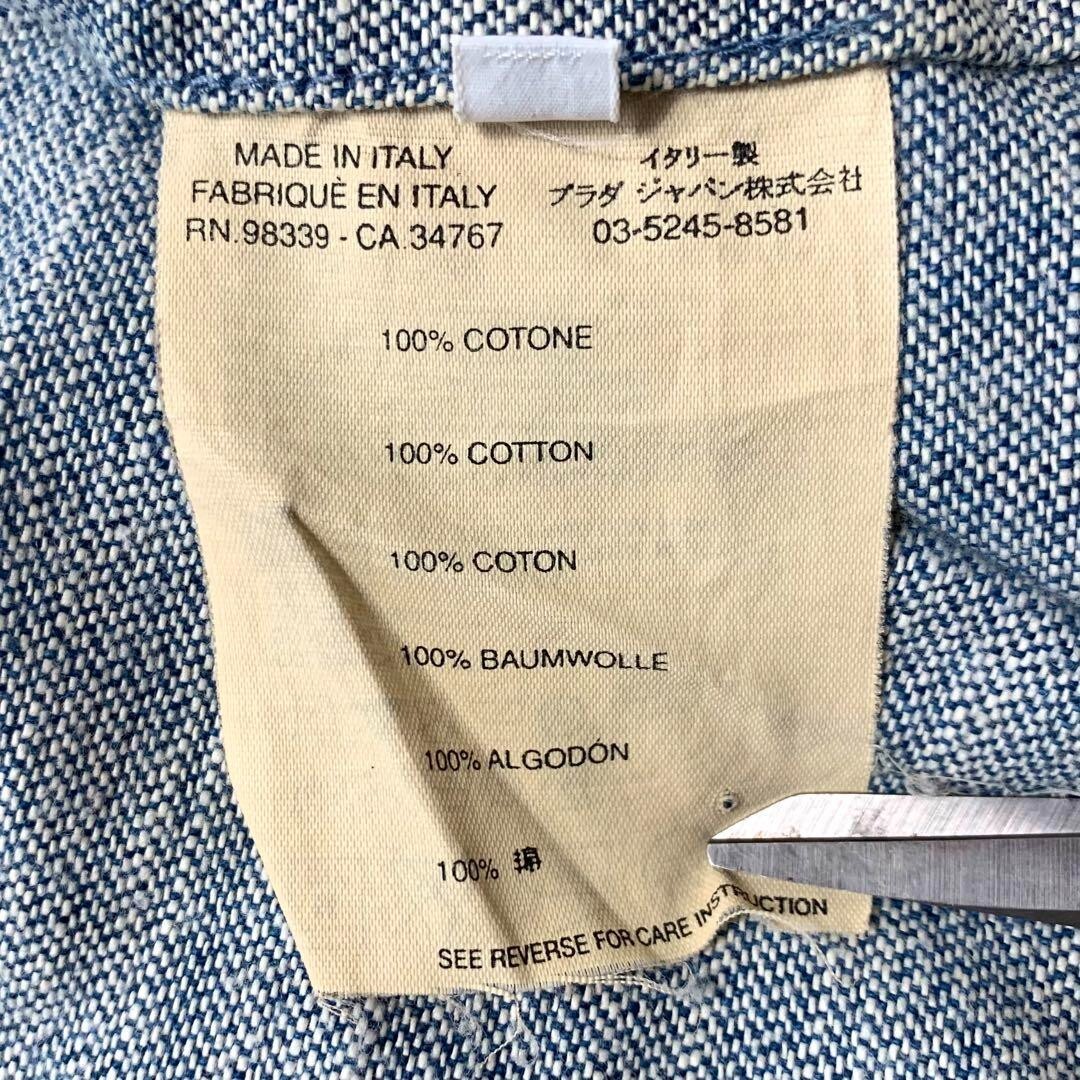 MADE IN ITALY
FABRIQUÈ EN ITALY
RN.98339 - CA.34767
イタリー製
プラダ ジャパン株式会社
03-5245-8581
100% COTONE
100% COTTON
100% COTON
100% BAUMWOLLE
100% ALGODÓN
100% 綿
SEE REVERSE FOR CARE INSTRUCTION